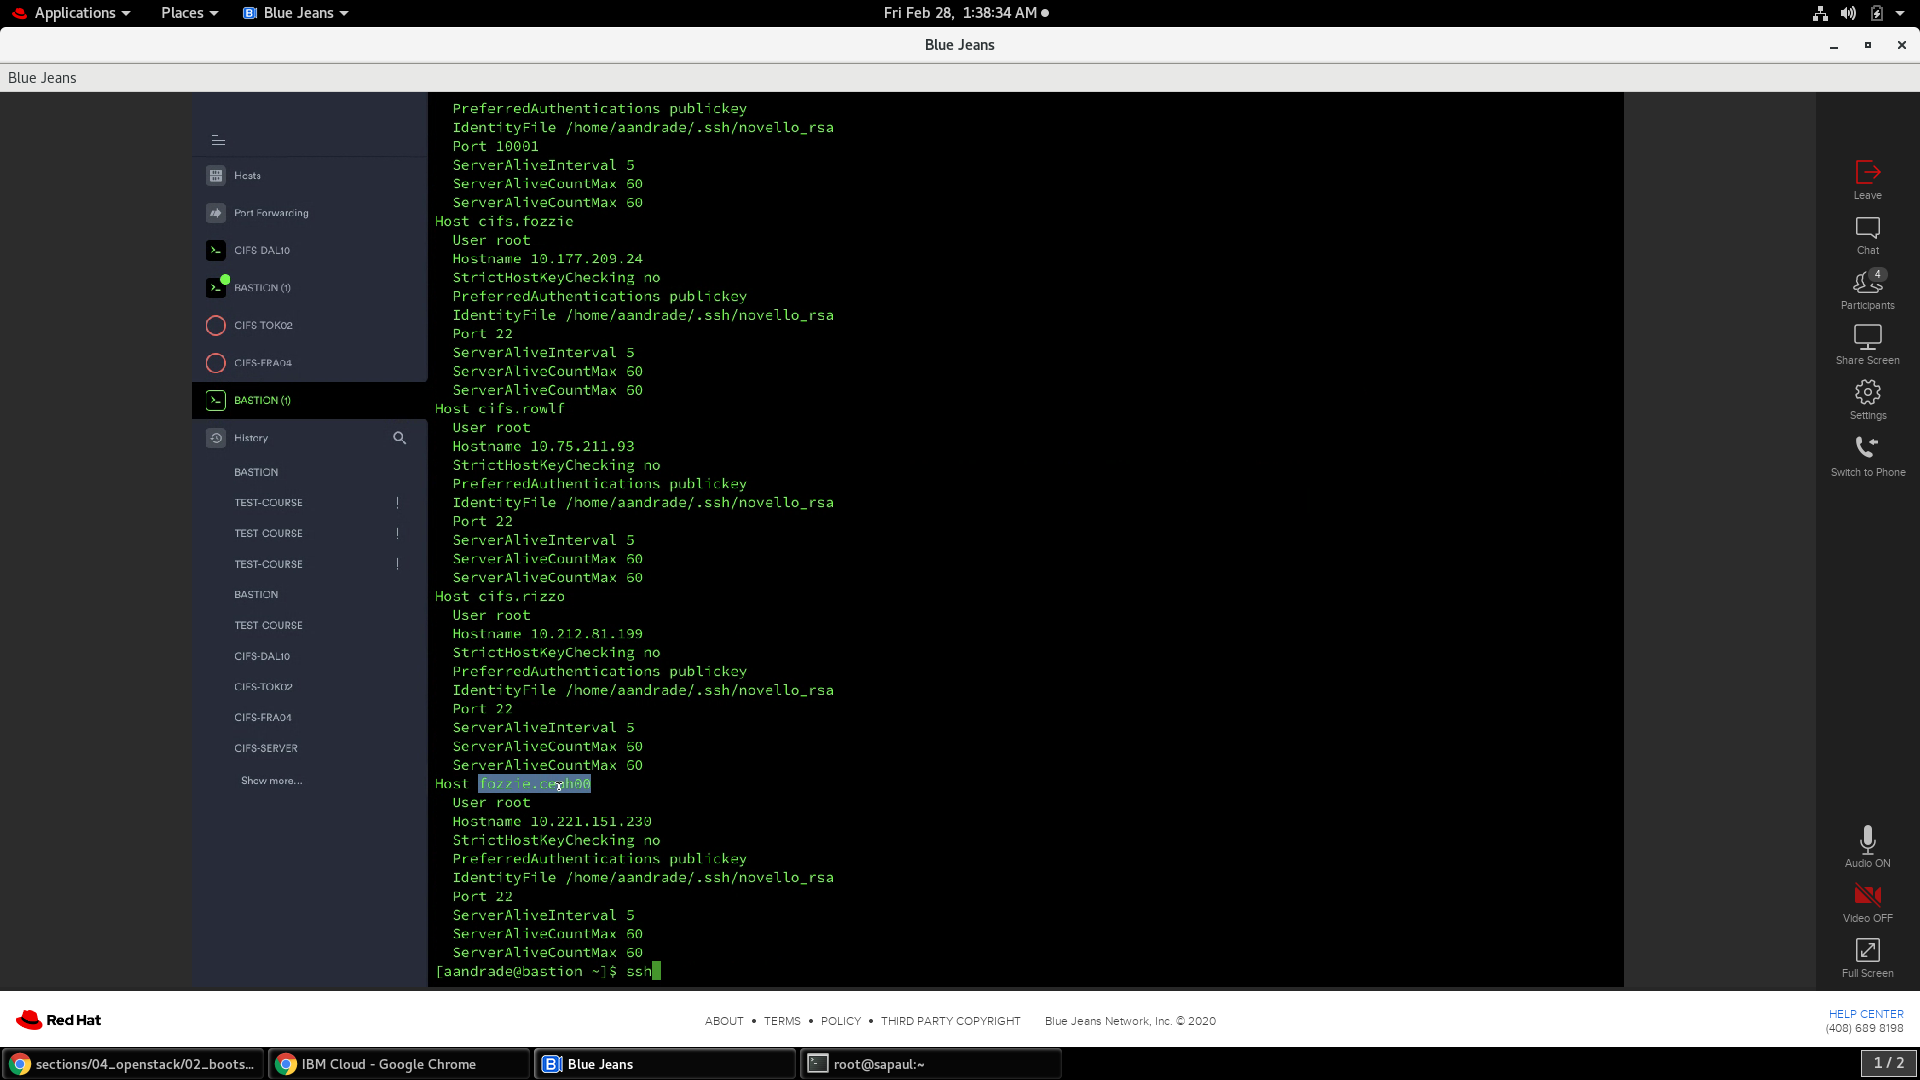 Applications
Places
Blue Jeans
Fri Feb 28, 1:38:34 AM
Blue Jeans
Blue Jeans
Hosts
Port Forwarding
CIFS-DAL10
BASTION (1)
CIFS-TOK02
CIFS-FRA04
BASTION (1)
History
BASTION
TEST-COURSE !
TEST-COURSE !
TEST-COURSE !
BASTION
TEST-COURSE
CIFS-DAL10
CIFS-TOK02
CIFS-FRA04
CIFS-SERVER
Show more...
PreferredAuthentications publickey
IdentityFile /home/aandrade/.ssh/novello_rsa
Port 10001
ServerAliveInterval 5
ServerAliveCountMax 60
ServerAliveCountMax 60
Host cifs.fozzie
User root
Hostname 10.177.209.24
StrictHostKeyChecking no
PreferredAuthentications publickey
IdentityFile /home/aandrade/.ssh/novello_rsa
Port 22
ServerAliveInterval 5
ServerAliveCountMax 60
ServerAliveCountMax 60
Host cifs.rowlf
User root
Hostname 10.75.211.93
StrictHostKeyChecking no
PreferredAuthentications publickey
IdentityFile /home/aandrade/.ssh/novello_rsa
Port 22
ServerAliveInterval 5
ServerAliveCountMax 60
ServerAliveCountMax 60
Host cifs.rizzo
User root
Hostname 10.212.81.199
StrictHostKeyChecking no
PreferredAuthentications publickey
IdentityFile /home/aandrade/.ssh/novello_rsa
Port 22
ServerAliveInterval 5
ServerAliveCountMax 60
ServerAliveCountMax 60
Host fozzie.ceph00
User root
Hostname 10.221.151.230
StrictHostKeyChecking no
PreferredAuthentications publickey
IdentityFile /home/aandrade/.ssh/novello_rsa
Port 22
ServerAliveInterval 5
ServerAliveCountMax 60
ServerAliveCountMax 60
[aandrade@bastion ~]$ ssh
Leave
Chat
4
Participants
Share Screen
Settings
Switch to Phone
Audio ON
Video OFF
Full Screen
Red Hat
ABOUT • TERMS • POLICY • THIRD PARTY COPYRIGHT Blue Jeans Network, Inc. © 2020
HELP CENTER
(408) 689 8198
sections/04_openstack/02_boots...
IBM Cloud - Google Chrome
Blue Jeans
root@sapaul:~
1 / 2